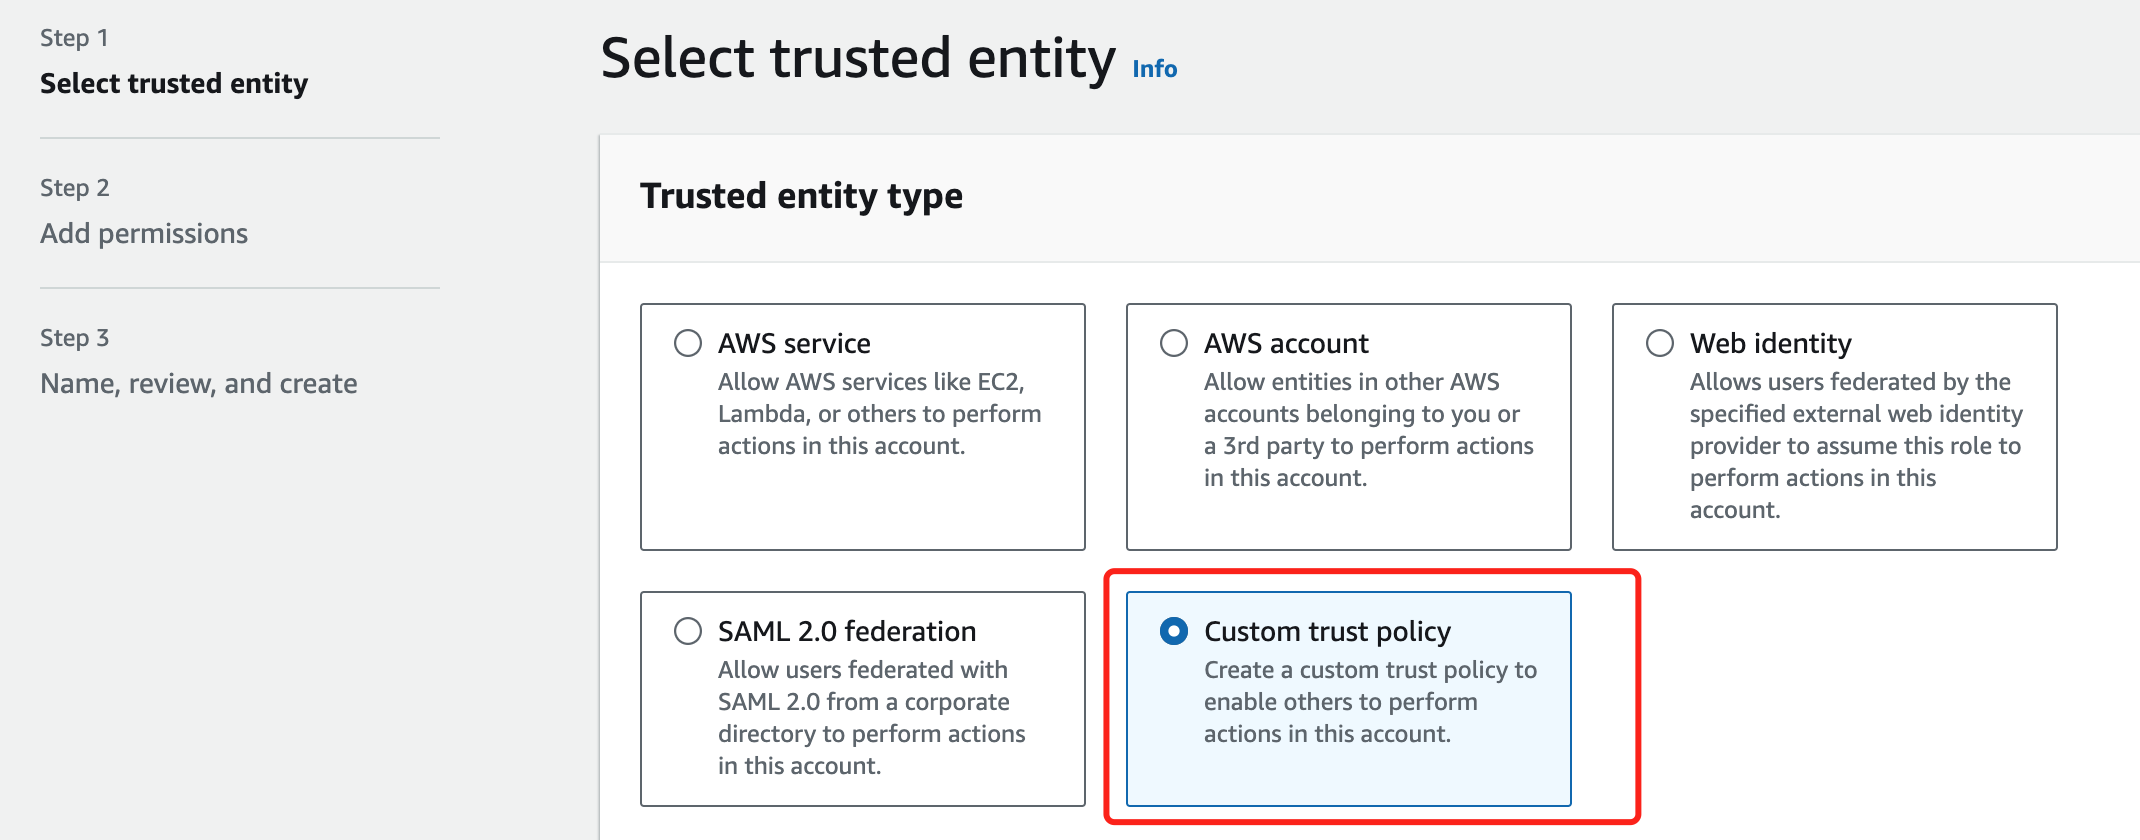 Step 1
Select trusted entity
Step 2
Add permissions
Step 3
Name, review, and create
Select trusted entity Info
Trusted entity type
AWS service
Allow AWS services like EC2,
Lambda, or others to perform
actions in this account.
AWS account
Allow entities in other AWS
accounts belonging to you or
a 3rd party to perform actions
in this account.
Web identity
Allows users federated by the
specified external web identity
provider to assume this role to
perform actions in this
account.
SAML 2.0 federation
Allow users federated with
SAML 2.0 from a corporate
directory to perform actions
in this account.
Custom trust policy
Create a custom trust policy to
enable others to perform
actions in this account.